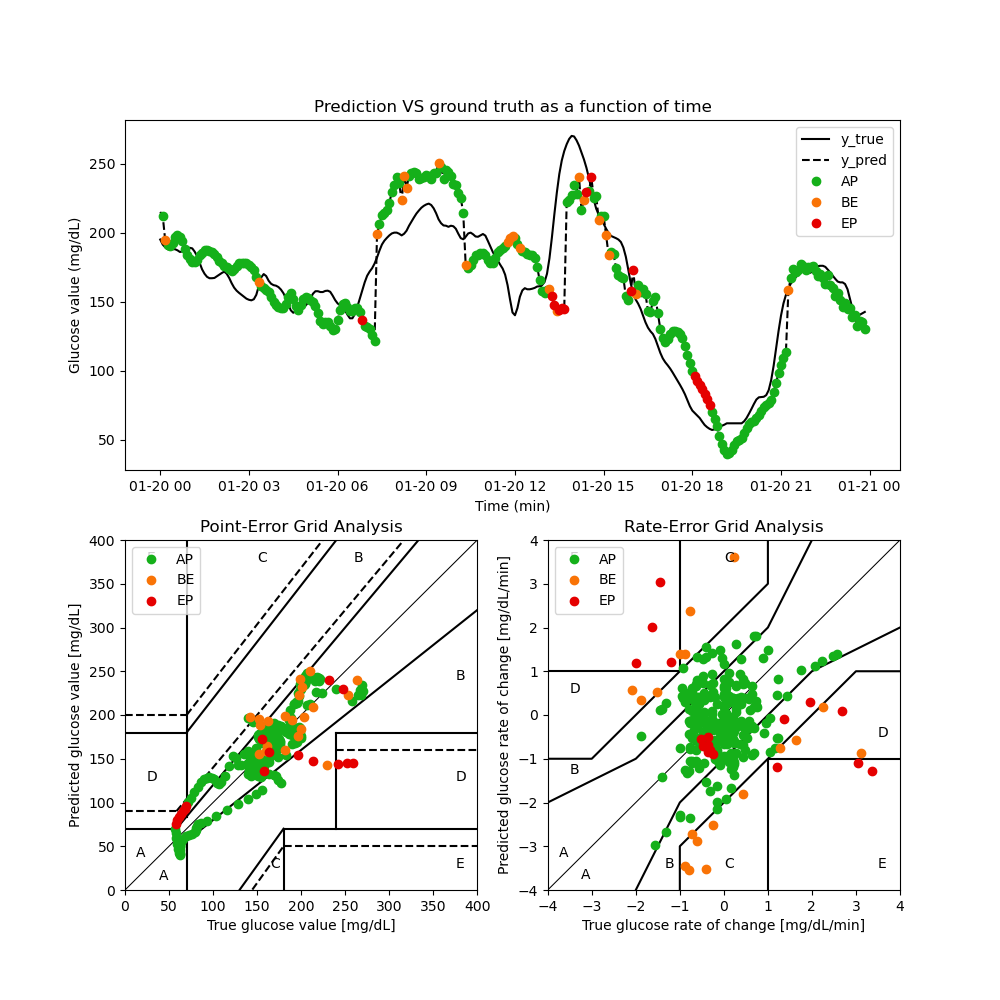 Prediction VS ground truth as a function of time
Glucose value (mg/dL)
250
200
150
100
50
y_true
y_pred
AP
BE
EP
01-20 00 01-20 03 01-20 06 01-20 09 01-20 12 01-20 15 01-20 18 01-20 21 01-21 00
Time (min)
Point-Error Grid Analysis
Predicted glucose value [mg/dL]
400
350
300
250
200
150
100
50
0
AP
BE
EP
C
B
B
D
D
A
A
C
E
0 50 100 150 200 250 300 350 400
True glucose value [mg/dL]
Rate-Error Grid Analysis
Predicted glucose rate of change [mg/dL/min]
4
3
2
1
0
−1
−2
−3
−4
AP
BE
EP
C
D
D
B
A
A
B
C
E
−4 −3 −2 −1 0 1 2 3 4
True glucose rate of change [mg/dL/min]